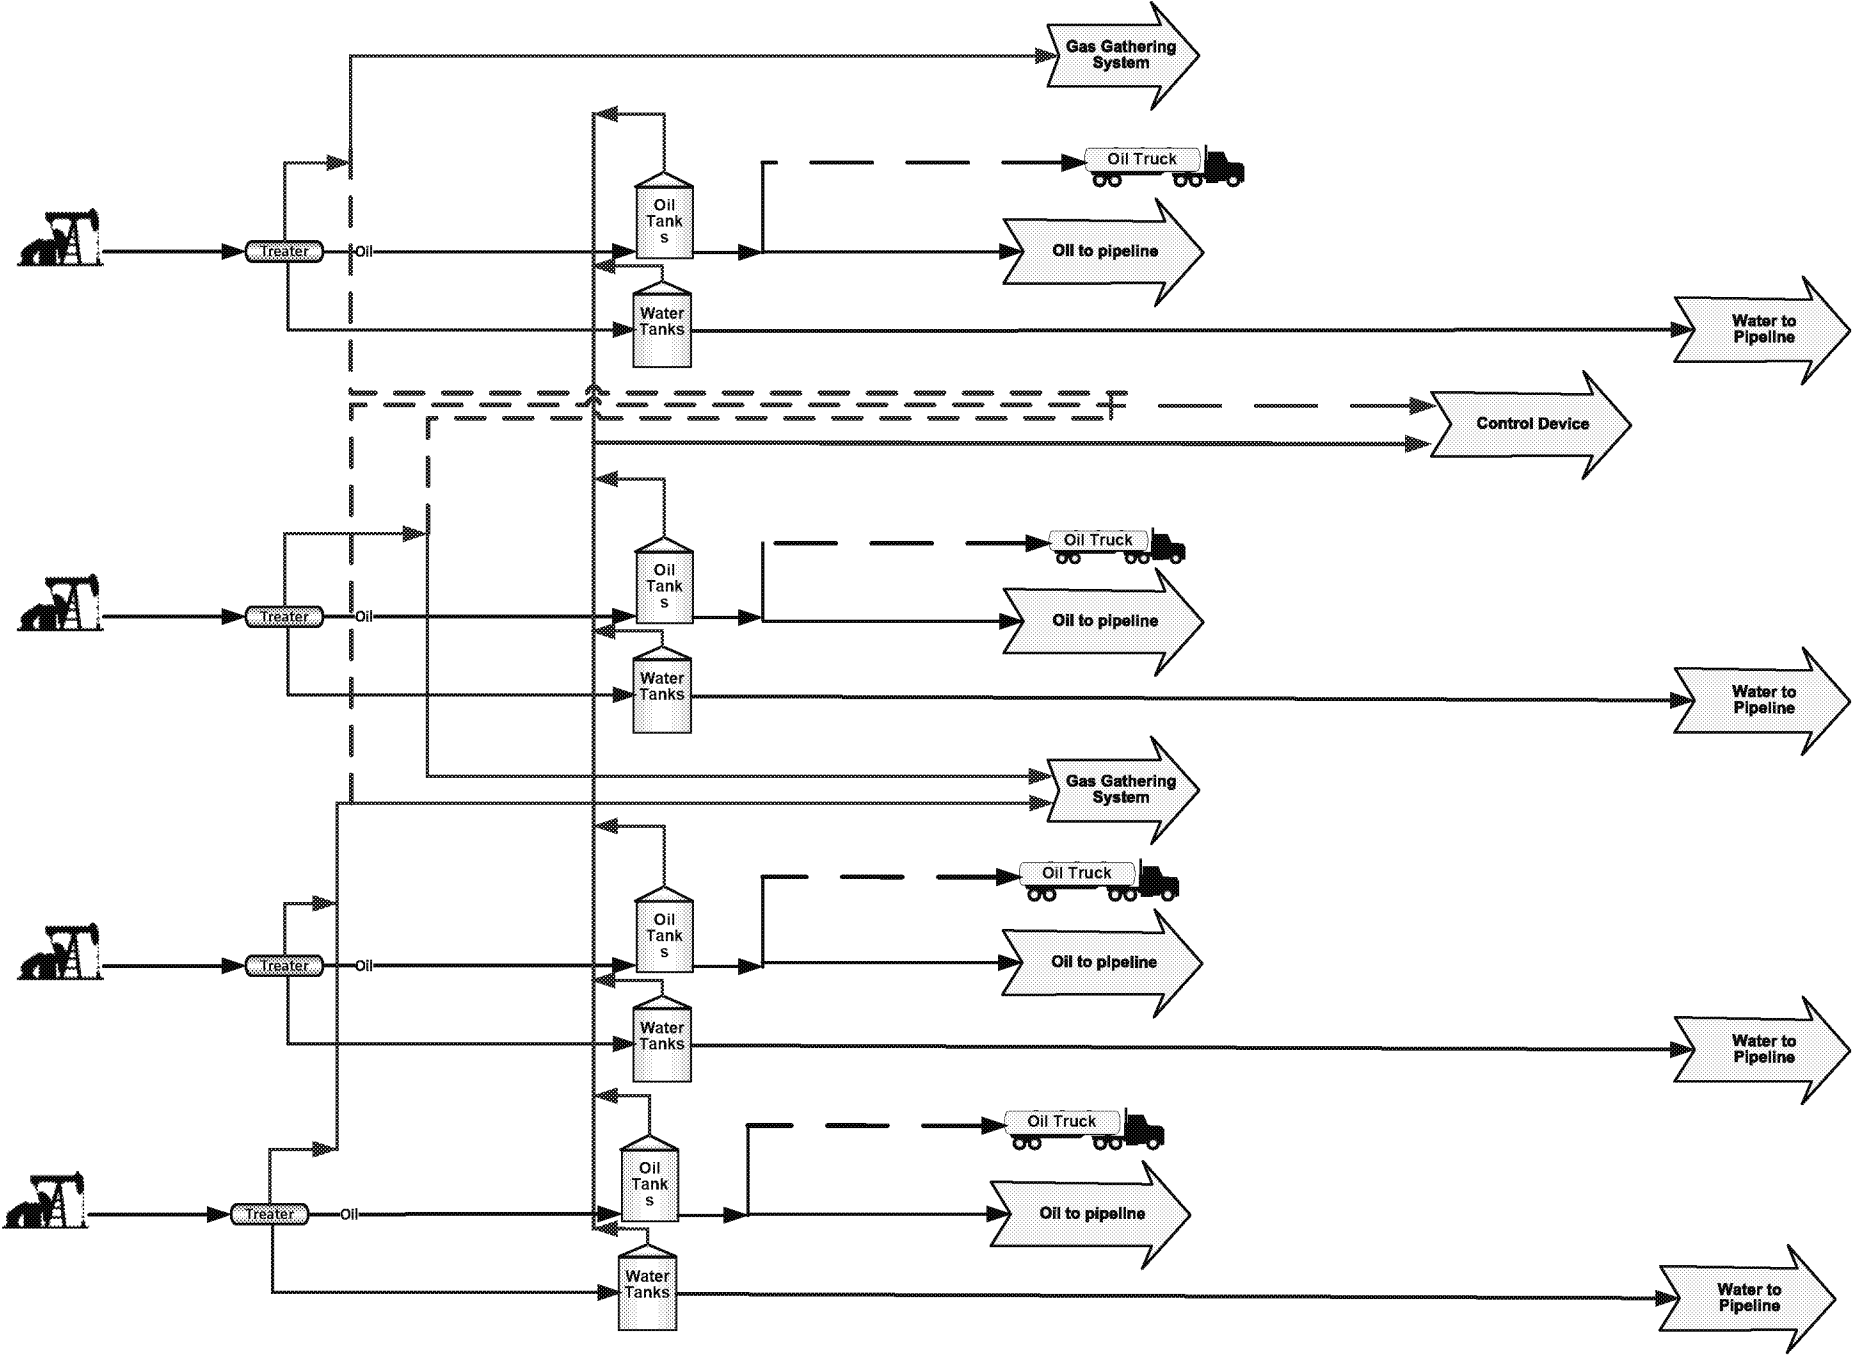 Gas Gathering
System
Oil Truck
Oil
Tank
s
Treater
Oil
Oil to pipeline
Water
Tanks
Water to
Pipeline
Control Device
Oil Truck
Oil
Tank
s
Treater
Oil
Oil to pipeline
Water
Tanks
Water to
Pipeline
Gas Gathering
System
Oil Truck
Oil
Tank
s
Treater
Oil
Oil to pipeline
Water
Tanks
Water to
Pipeline
Oil Truck
Oil
Tank
s
Treater
Oil
Oil to pipeline
Water
Tanks
Water to
Pipeline